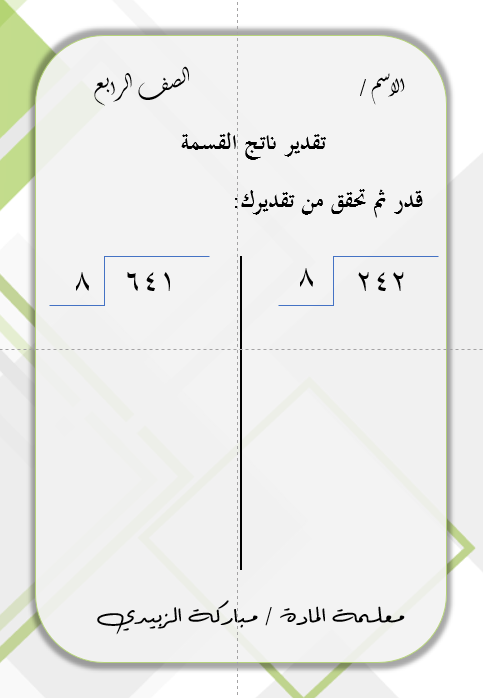 الاسم / الصف الرابع
تقدير ناتج القسمة
قدر ثم تحقق من تقديرك:
٢٤٢ ٨ ٦٤١ ٨
معلمة المادة / مباركة الزبيدي